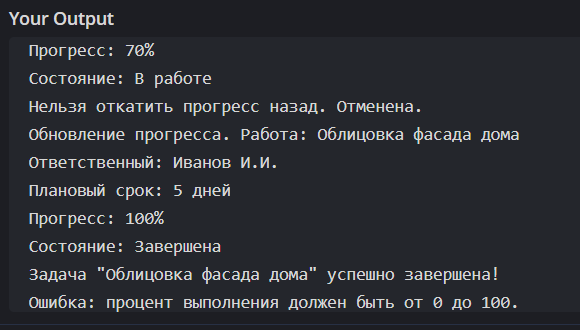 Your Output
Прогресс: 70%
Состояние: В работе
Нельзя откатить прогресс назад. Отменена.
Обновление прогресса. Работа: Облицовка фасада дома
Ответственный: Иванов И.И.
Плановый срок: 5 дней
Прогресс: 100%
Состояние: Завершена
Задача "Облицовка фасада дома" успешно завершена!
Ошибка: процент выполнения должен быть от 0 до 100.